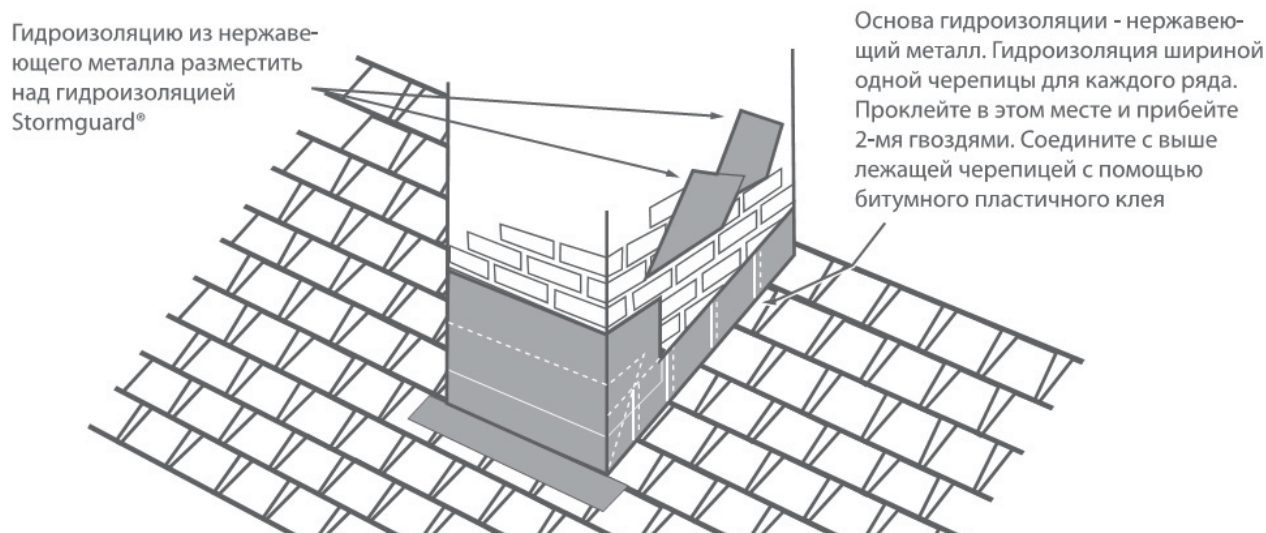 Гидроизоляцию из нержаве-
ющего металла разместить
над гидроизоляцией
Stormguard®
Основа гидроизоляции - нержавею-
щий металл. Гидроизоляция шириной
одной черепицы для каждого ряда.
Проклейте в этом месте и прибейте
2-мя гвоздями. Соедините с выше
лежащей черепицей с помощью
битумного пластичного клея